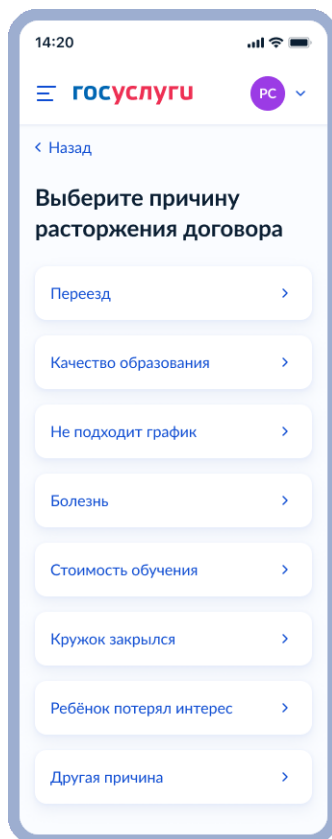 14:20
госуслуги
РС
Назад
Выберите причину
расторжения договора
Переезд
Качество образования
Не подходит график
Болезнь
Стоимость обучения
Кружок закрылся
Ребёнок потерял интерес
Другая причина